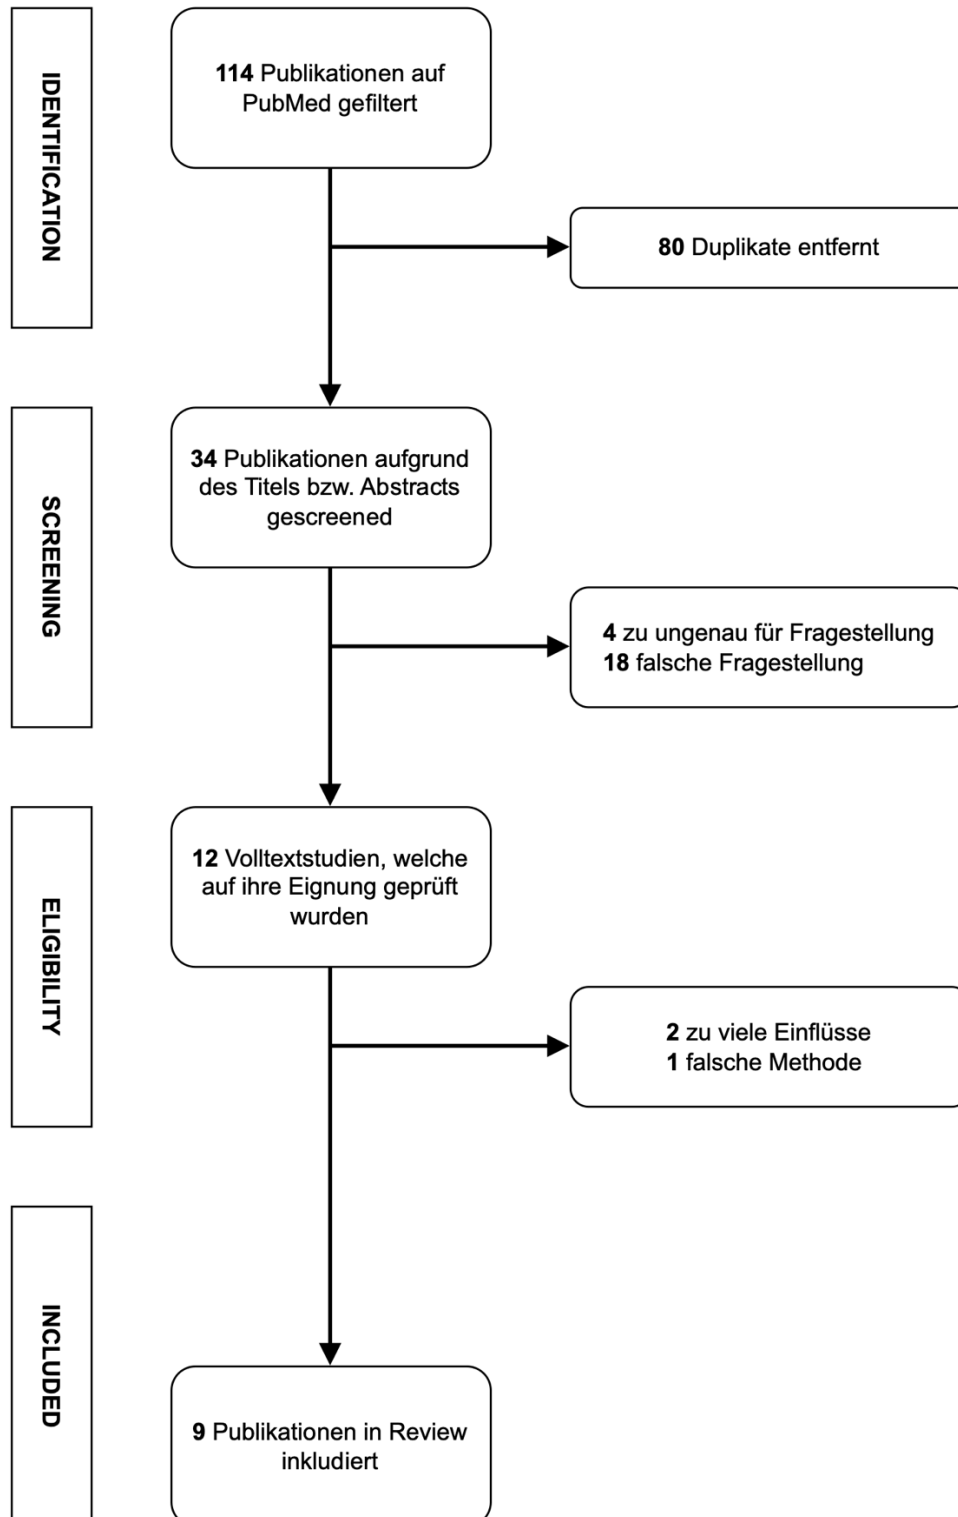 IDENTIFICATION
114 Publikationen auf
PubMed gefiltert
80 Duplikate entfernt
SCREENING
34 Publikationen aufgrund
des Titels bzw. Abstracts
gescreened
4 zu ungenau für Fragestellung
18 falsche Fragestellung
ELIGIBILITY
12 Volltextstudien, welche
auf ihre Eignung geprüft
wurden
2 zu viele Einflüsse
1 falsche Methode
INCLUDED
9 Publikationen in Review
inkludiert